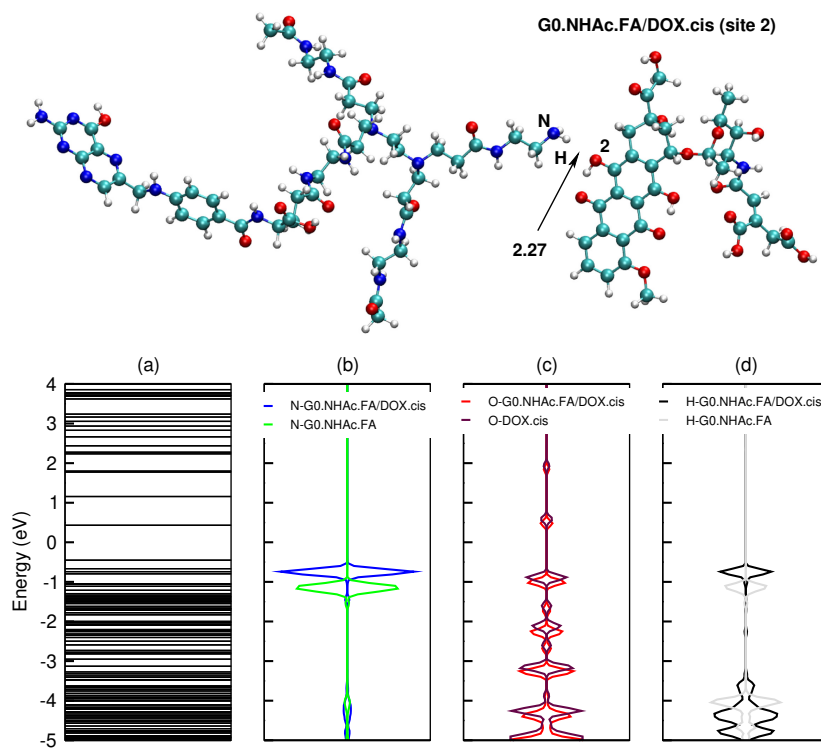 G0.NHAc.FA/DOX.cis (site 2)
N
H
2
2.27
(a)
(b)
(c)
(d)
Energy (eV)
4
3
2
1
0
-1
-2
-3
-4
-5
N-G0.NHAc.FA/DOX.cis
N-G0.NHAc.FA
O-G0.NHAc.FA/DOX.cis
O-DOX.cis
H-G0.NHAc.FA/DOX.cis
H-G0.NHAc.FA